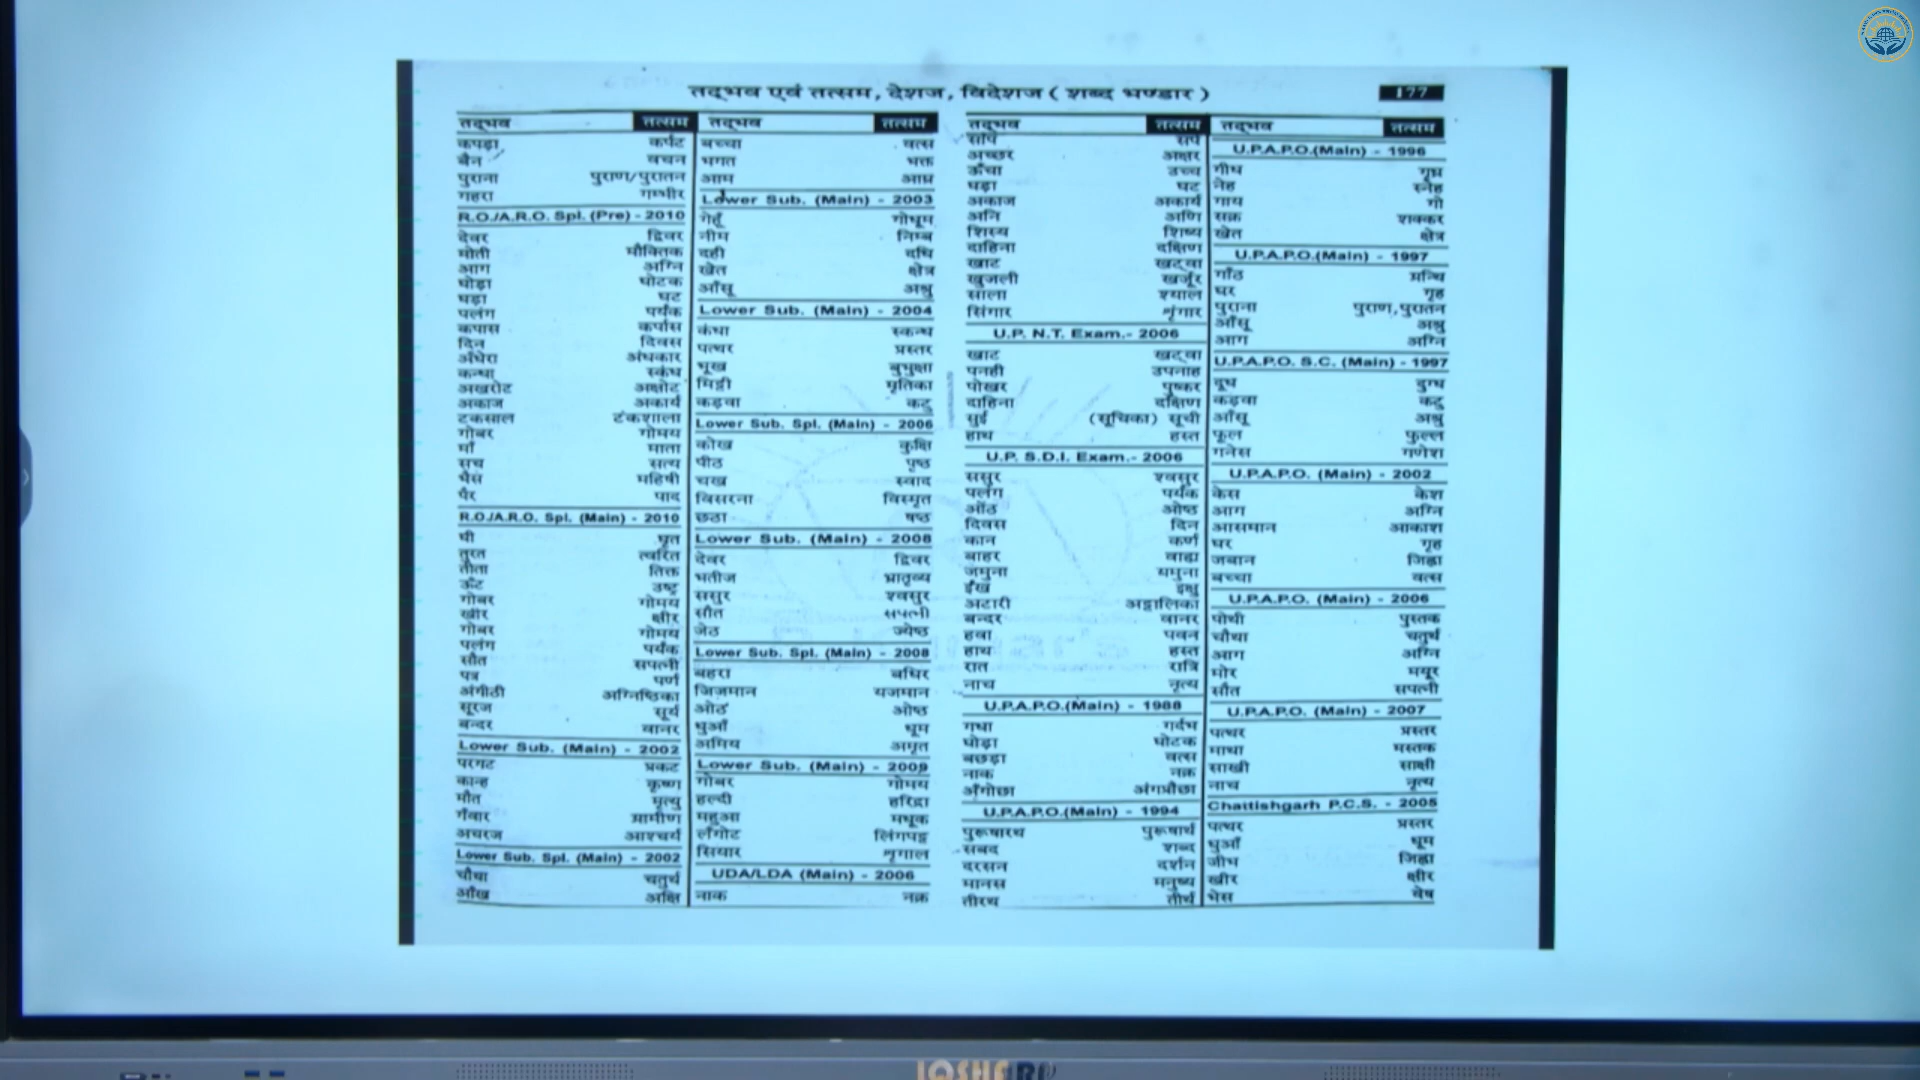 तद्भव एवं तत्सम, देशज, विदेशज ( शब्द भण्डार )
177
तद्भव तत्सम
कपड़ा कर्पट
बैन वचन
पुराना पुराण/पुरातन
गहरा गम्भीर
R.O./A.R.O. Spl. (Pre) - 2010
देवर द्विवर
मोती मौक्तिक
आग अग्नि
घोड़ा घोटक
घड़ा घट
पलंग पर्यंक
कपास कर्पास
दिन दिवस
अंधेरा अंधकार
कन्धा स्कंध
अखरोट अक्षोट
अकाज अकार्य
टकसाल टंकशाला
गोबर गोमय
माँ माता
सच सत्य
भैंस महिषी
पैर पाद
R.O./A.R.O. Spl. (Main) - 2010
घी घृत
तुरत त्वरित
तीता तिक्त
ऊँट उष्ट्र
गोबर गोमय
खीर क्षीर
गोबर गोमय
पलंग पर्यंक
सौत सपत्नी
पत्र पर्ण
अंगीठी अग्निष्ठिका
सूरज सूर्य
बन्दर वानर
Lower Sub. (Main) - 2002
परगट प्रकट
कान्ह कृष्ण
मौत मृत्यु
गँवार ग्रामीण
अचरज आश्चर्य
Lower Sub. Spl. (Main) - 2002
चौथा चतुर्थ
आँख अक्षि
तद्भव तत्सम
बच्चा वत्स
भगत भक्त
आम आम्र
Lower Sub. (Main) - 2003
गेहूँ गोधूम
नीम निम्ब
दही दधि
खेत क्षेत्र
आँसू अश्रु
Lower Sub. (Main) - 2004
कंधा स्कन्ध
पत्थर प्रस्तर
भूख बुभुक्षा
मिट्टी मृतिका
कड़वा कटु
Lower Sub. Spl. (Main) - 2006
कोख कुक्षि
पीठ पृष्ठ
चख स्वाद
बिसरना विस्मृत
छठा षष्ठ
Lower Sub. (Main) - 2008
देवर द्विवर
भतीज भ्रातृव्य
ससुर श्वसुर
सौत सपत्नी
जेठ ज्येष्ठ
Lower Sub. Spl. (Main) - 2008
बहरा बधिर
जिजमान यजमान
ओठ ओष्ठ
धुआँ धूम
अमिय अमृत
Lower Sub. (Main) - 2009
गोबर गोमय
हल्दी हरिद्रा
महुआ मधूक
लँगोट लिंगपट्ट
सियार शृगाल
UDA/LDA (Main) - 2006
नाक नक्र
तद्भव तत्सम
साँप सर्प
अच्छर अक्षर
ऊँचा उच्च
घड़ा घट
अकाज अकार्य
अनि अणि
शिस्य शिष्य
दाहिना दक्षिण
खाट खट्वा
खुजली खर्जूर
साला श्याल
सिंगार शृंगार
U.P. N.T. Exam.- 2006
खाट खट्वा
पनही उपनाह
पोखर पुष्कर
दाहिना दक्षिण
सुई (सूचिका) सूची
हाथ हस्त
U.P. S.D.I. Exam.- 2006
ससुर श्वसुर
पलंग पर्यंक
ओंठ ओष्ठ
दिवस दिन
कान कर्ण
बाहर बाह्य
जमुना यमुना
ईख इक्षु
अटारी अट्टालिका
बन्दर वानर
हवा पवन
हाथ हस्त
रात रात्रि
नाच नृत्य
U.P.A.P.O.(Main) - 1988
गधा गर्दभ
घोड़ा घोटक
बछड़ा वत्स
नाक नक्र
अँगोछा अंगप्रौछा
U.P.A.P.O.(Main) - 1994
पुरूषारथ पुरूषार्थ
सबद शब्द
दरसन दर्शन
मानस मनुष्य
तीरथ तीर्थ
तद्भव तत्सम
U.P.A.P.O.(Main) - 1996
गीध गृध्र
नेह स्नेह
गाय गो
सक्र शक्कर
खेत क्षेत्र
U.P.A.P.O.(Main) - 1997
गाँठ ग्रन्थि
घर गृह
पुराना पुराण,पुरातन
आँसू अश्रु
आग अग्नि
U.P.A.P.O. S.C. (Main) - 1997
दूध दुग्ध
कड़वा कटु
आँसू अश्रु
फूल फुल्ल
गनेस गणेश
U.P.A.P.O. (Main) - 2002
केस केश
आग अग्नि
आसमान आकाश
घर गृह
जबान जिह्वा
बच्चा वत्स
U.P.A.P.O. (Main) - 2006
पोथी पुस्तक
चौथा चतुर्थ
आग अग्नि
मोर मयूर
सौत सपत्नी
U.P.A.P.O. (Main) - 2007
पत्थर प्रस्तर
माथा मस्तक
साखी साक्षी
नाच नृत्य
Chattishgarh P.C.S. - 2005
पत्थर प्रस्तर
धुआँ धूम
जीभ जिह्वा
खीर क्षीर
भेस वेष